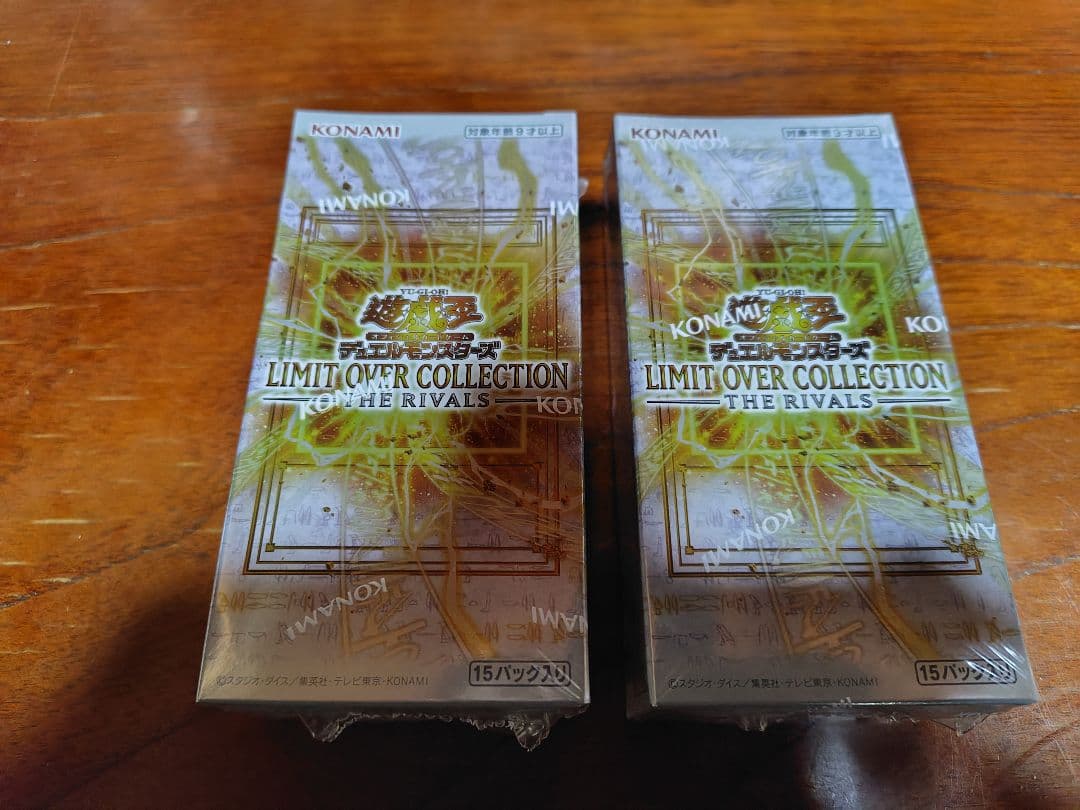 KONAMI
対象年齢9才以上
KONAMI
YU-GI-OH!
遊戯王
デュエルモンスターズ
LIMIT OVER COLLECTION
THE RIVALS
KONAMI
KONAMI
©スタジオ・ダイス/集英社・テレビ東京・KONAMI
15パック入り
KONAMI
対象年齢9才以上
KONAMI
遊戯王
デュエルモンスターズ
LIMIT OVER COLLECTION
THE RIVALS
KONAMI
©スタジオ・ダイス/集英社・テレビ東京・KONAMI
15パック入り